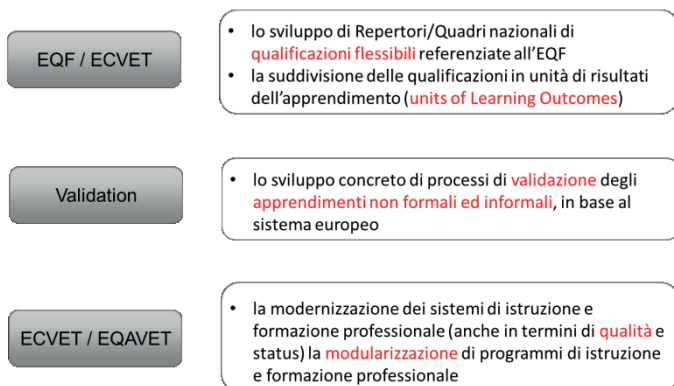 EQF / ECVET
• lo sviluppo di Repertori/Quadri nazionali di
qualificazioni flessibili referenziate all'EQF
• la suddivisione delle qualificazioni in unità di risultati
dell'apprendimento (units of Learning Outcomes)
Validation
• lo sviluppo concreto di processi di validazione degli
apprendimenti non formali ed informali, in base al
sistema europeo
ECVET / EQAVET
• la modernizzazione dei sistemi di istruzione e
formazione professionale (anche in termini di qualità e
status) la modularizzazione di programmi di istruzione
e formazione professionale